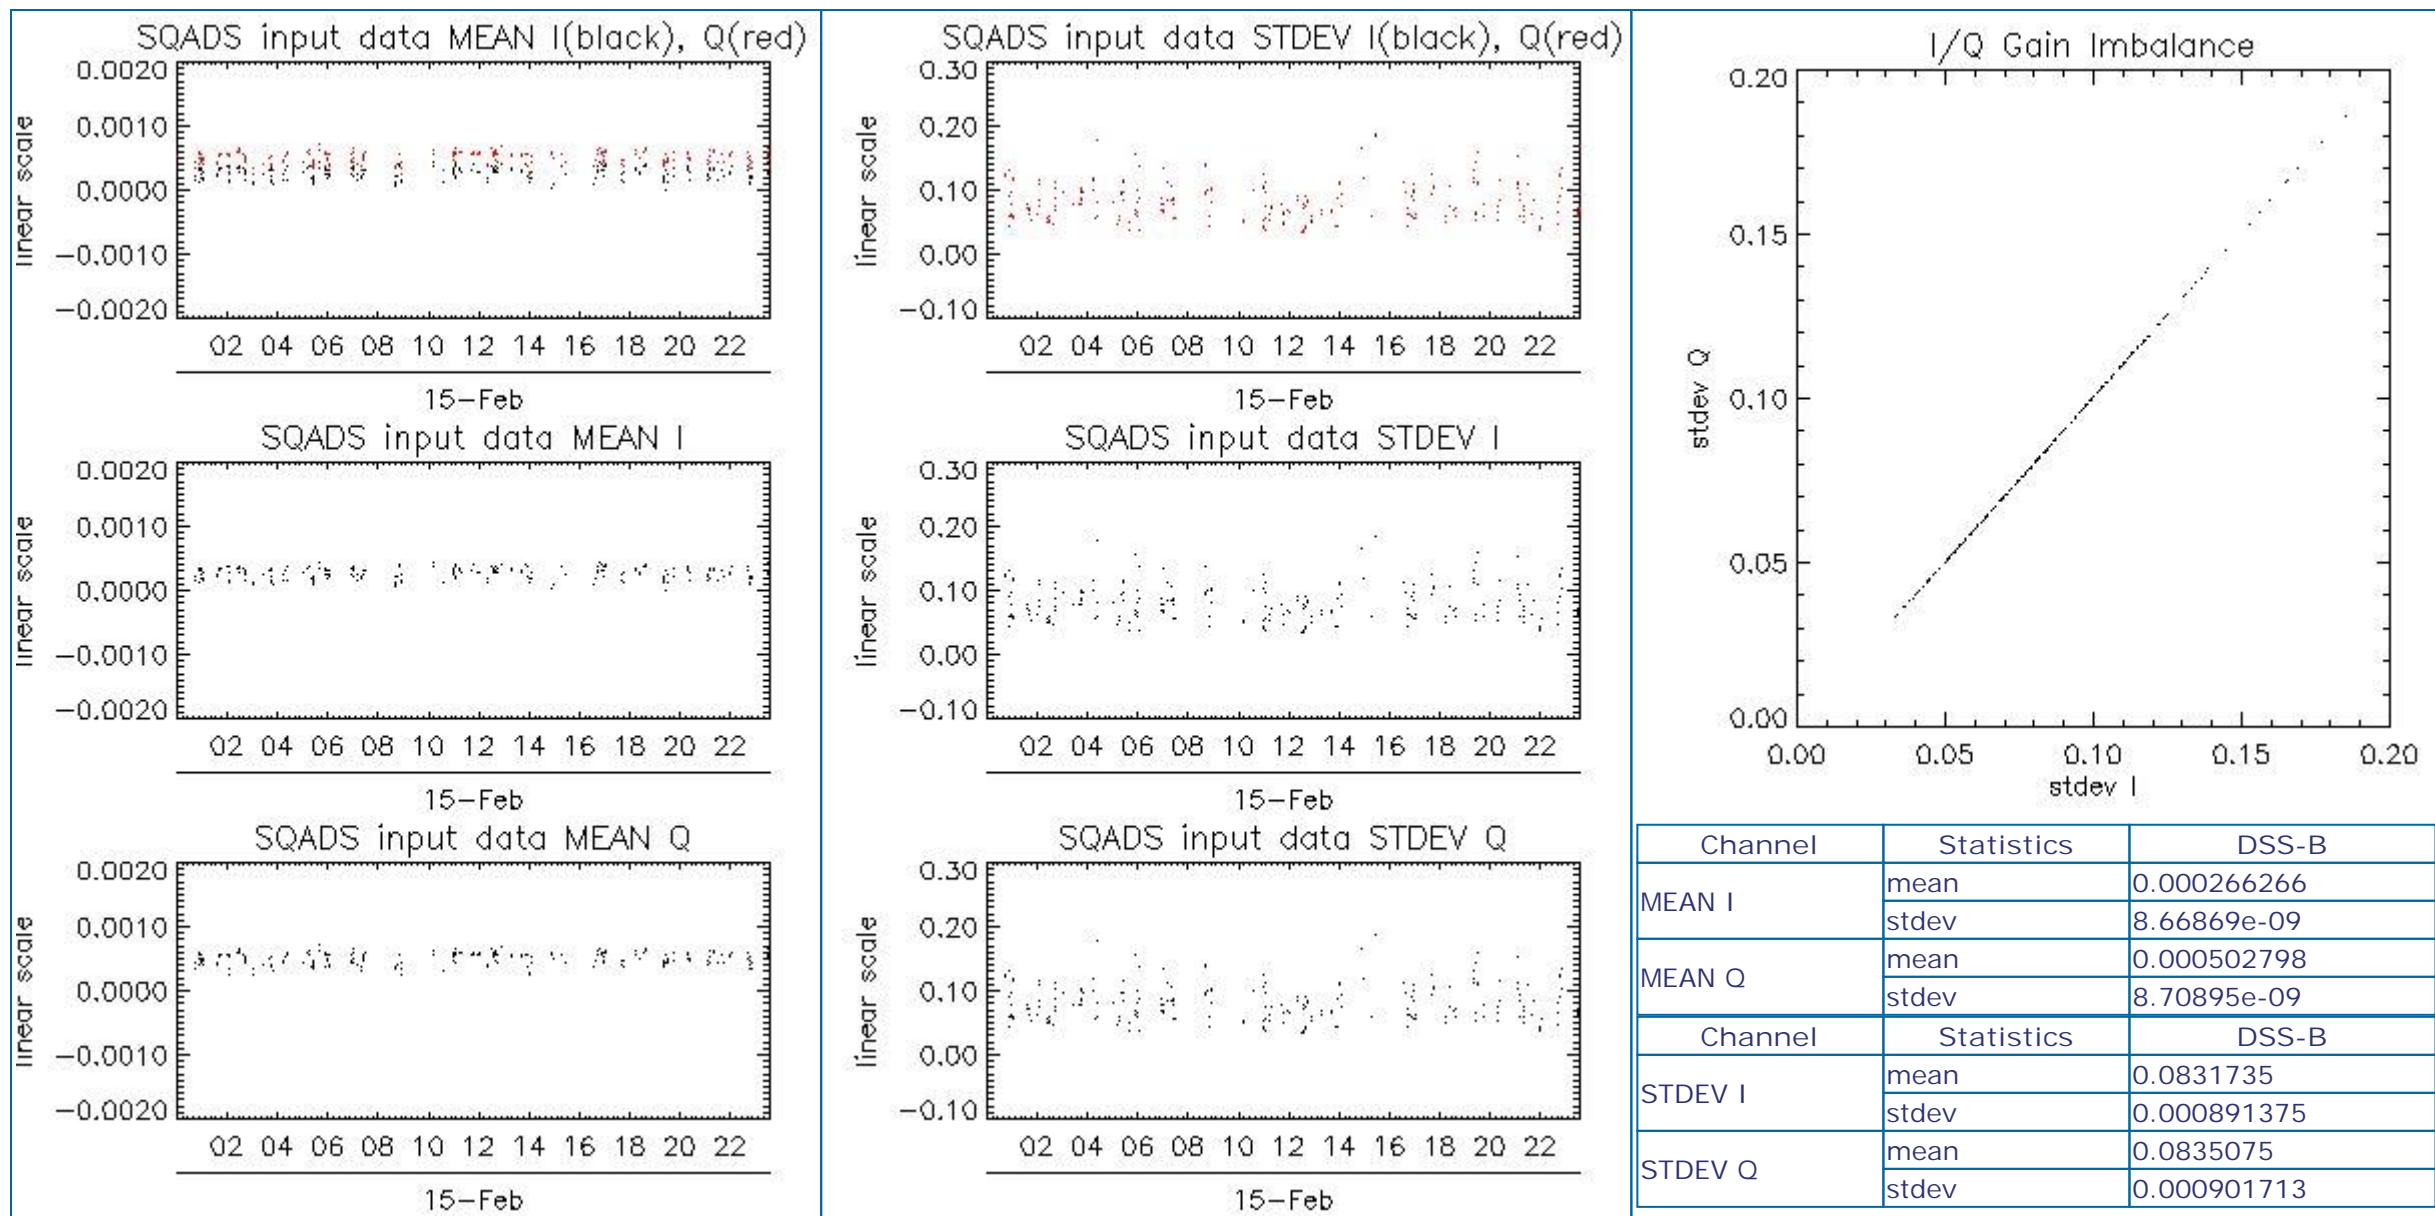 SQADS input data MEAN I(black), Q(red)
0.0020
0.0010
0.0000
−0.0010
−0.0020
linear scale
02 04 06 08 10 12 14 16 18 20 22
15−Feb
SQADS input data MEAN I
0.0020
0.0010
0.0000
−0.0010
−0.0020
linear scale
02 04 06 08 10 12 14 16 18 20 22
15−Feb
SQADS input data MEAN Q
0.0020
0.0010
0.0000
−0.0010
−0.0020
linear scale
02 04 06 08 10 12 14 16 18 20 22
15−Feb
SQADS input data STDEV I(black), Q(red)
0.30
0.20
0.10
0.00
−0.10
linear scale
02 04 06 08 10 12 14 16 18 20 22
15−Feb
SQADS input data STDEV I
0.30
0.20
0.10
0.00
−0.10
linear scale
02 04 06 08 10 12 14 16 18 20 22
15−Feb
SQADS input data STDEV Q
0.30
0.20
0.10
0.00
−0.10
linear scale
02 04 06 08 10 12 14 16 18 20 22
15−Feb
I/Q Gain Imbalance
0.20
0.15
0.10
0.05
0.00
stdev Q
0.00 0.05 0.10 0.15 0.20
stdev I
Channel Statistics DSS-B
MEAN I mean 0.000266266
stdev 8.66869e-09
MEAN Q mean 0.000502798
stdev 8.70895e-09
Channel Statistics DSS-B
STDEV I mean 0.0831735
stdev 0.000891375
STDEV Q mean 0.0835075
stdev 0.000901713